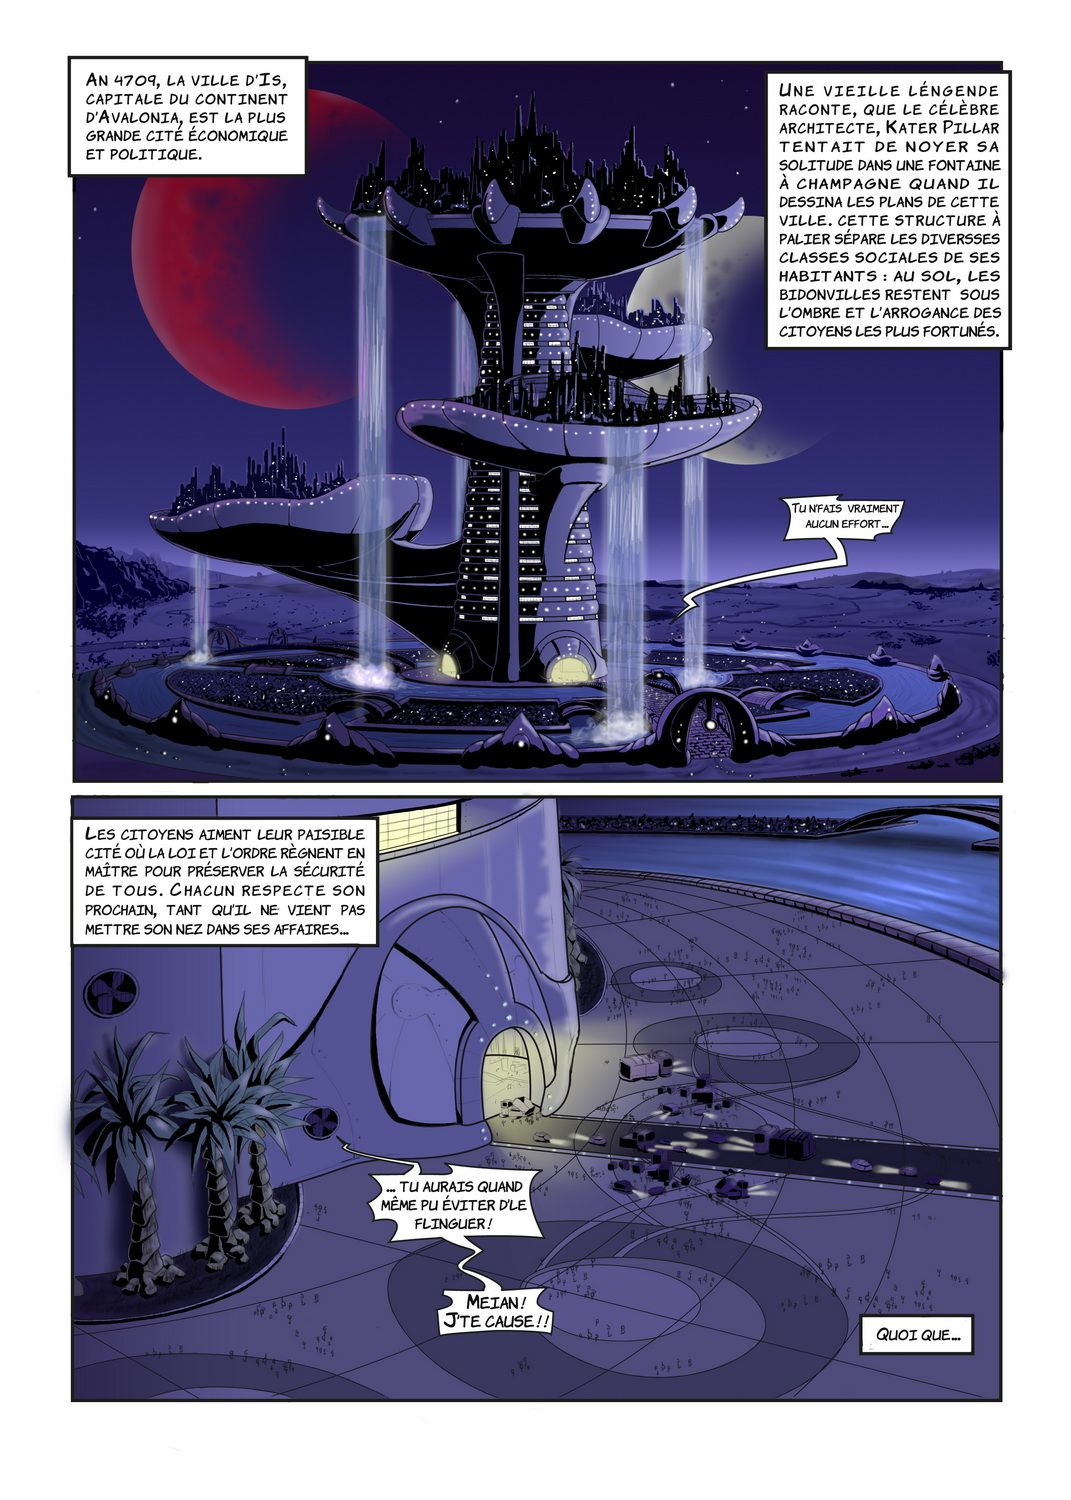 An 4709, la ville d'Is,
capitale du continent
d'Avalonia, est la plus
grande cité économique
et politique.
Une vieille léngende
raconte, que le célèbre
architecte, Kater Pillar
tentait de noyer sa
solitude dans une fontaine
à champagne quand il
dessina les plans de cette
ville. cette structure à
palier sépare les diversses
classes sociales de ses
habitants : au sol, les
bidonvilles restent sous
l'ombre et l'arrogance des
citoyens les plus fortunés.
Tu n'fais vraiment
aucun effort...
Les citoyens aiment leur paisible
cité où la loi et l'ordre règnent en
maître pour préserver la sécurité
de tous. Chacun respecte son
prochain, tant qu'il ne vient pas
mettre son nez dans ses affaires...
... tu aurais quand
même pu éviter d'le
flinguer !
Meian !
J'te cause !!
Quoi que...